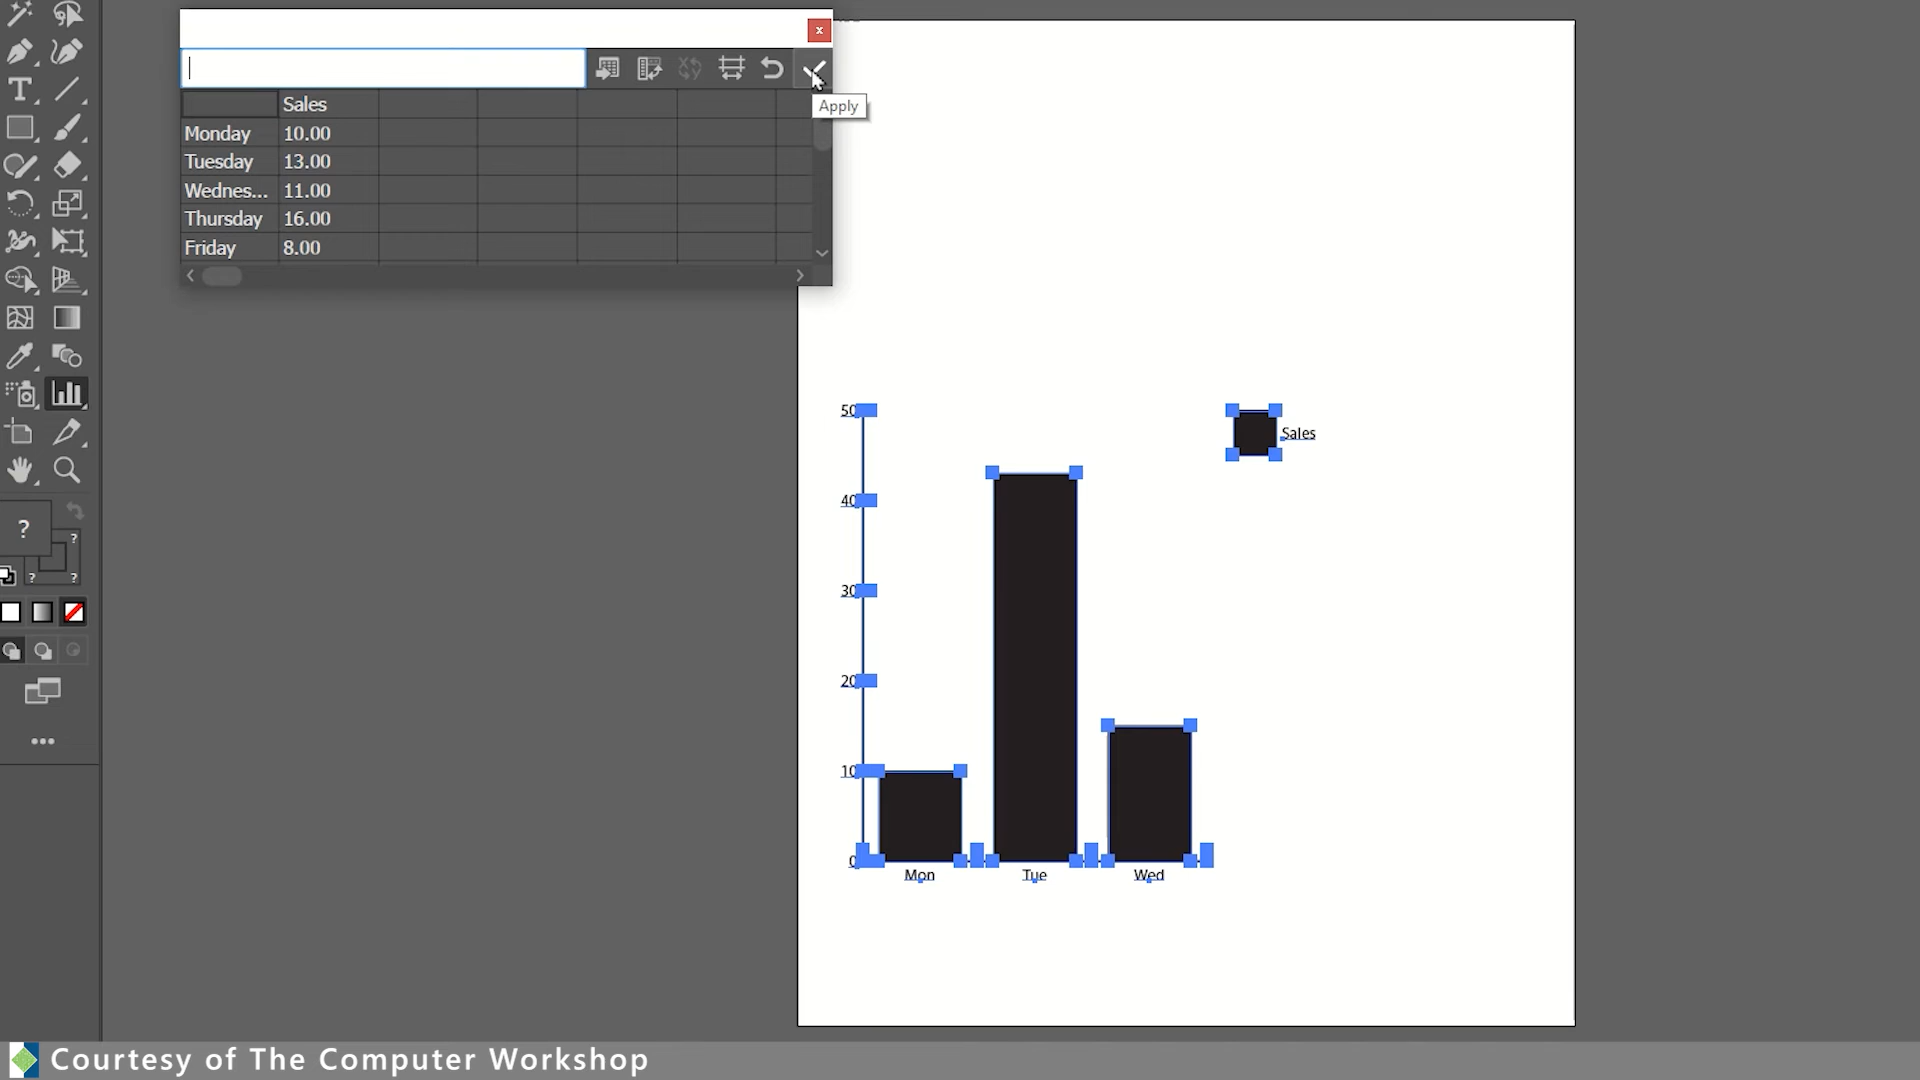 x
Apply
Sales
Monday 10.00
Tuesday 13.00
Wednes... 11.00
Thursday 16.00
Friday 8.00
T
?
?
? ?
50
Sales
40
30
20
10
0
Mon Tue Wed
Courtesy of The Computer Workshop